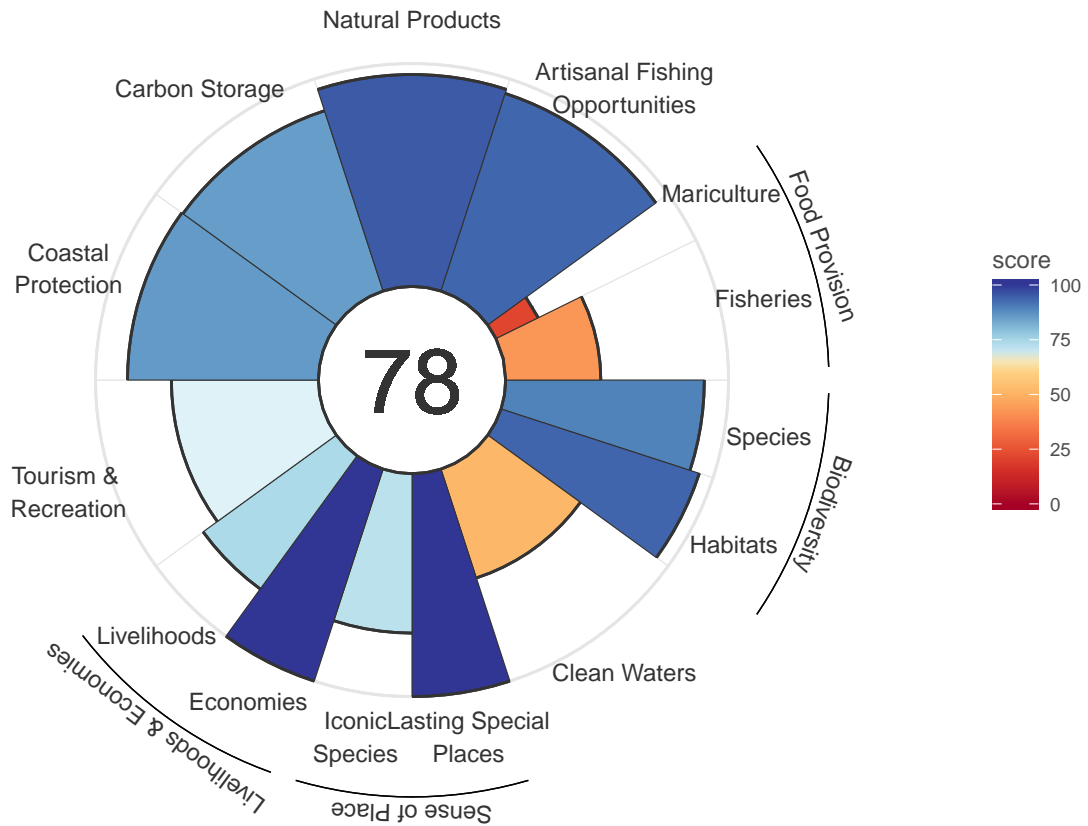 Natural Products
Artisanal Fishing
Opportunities
Carbon Storage
Mariculture
Food Provision
Coastal
Protection
Fisheries
score
100
75
50
25
0
78
Species
Biodiversity
Habitats
Tourism &
Recreation
Livelihoods
Clean Waters
Economies
Livelihoods & Economies
Iconic
Species
Lasting Special
Places
Sense of Place